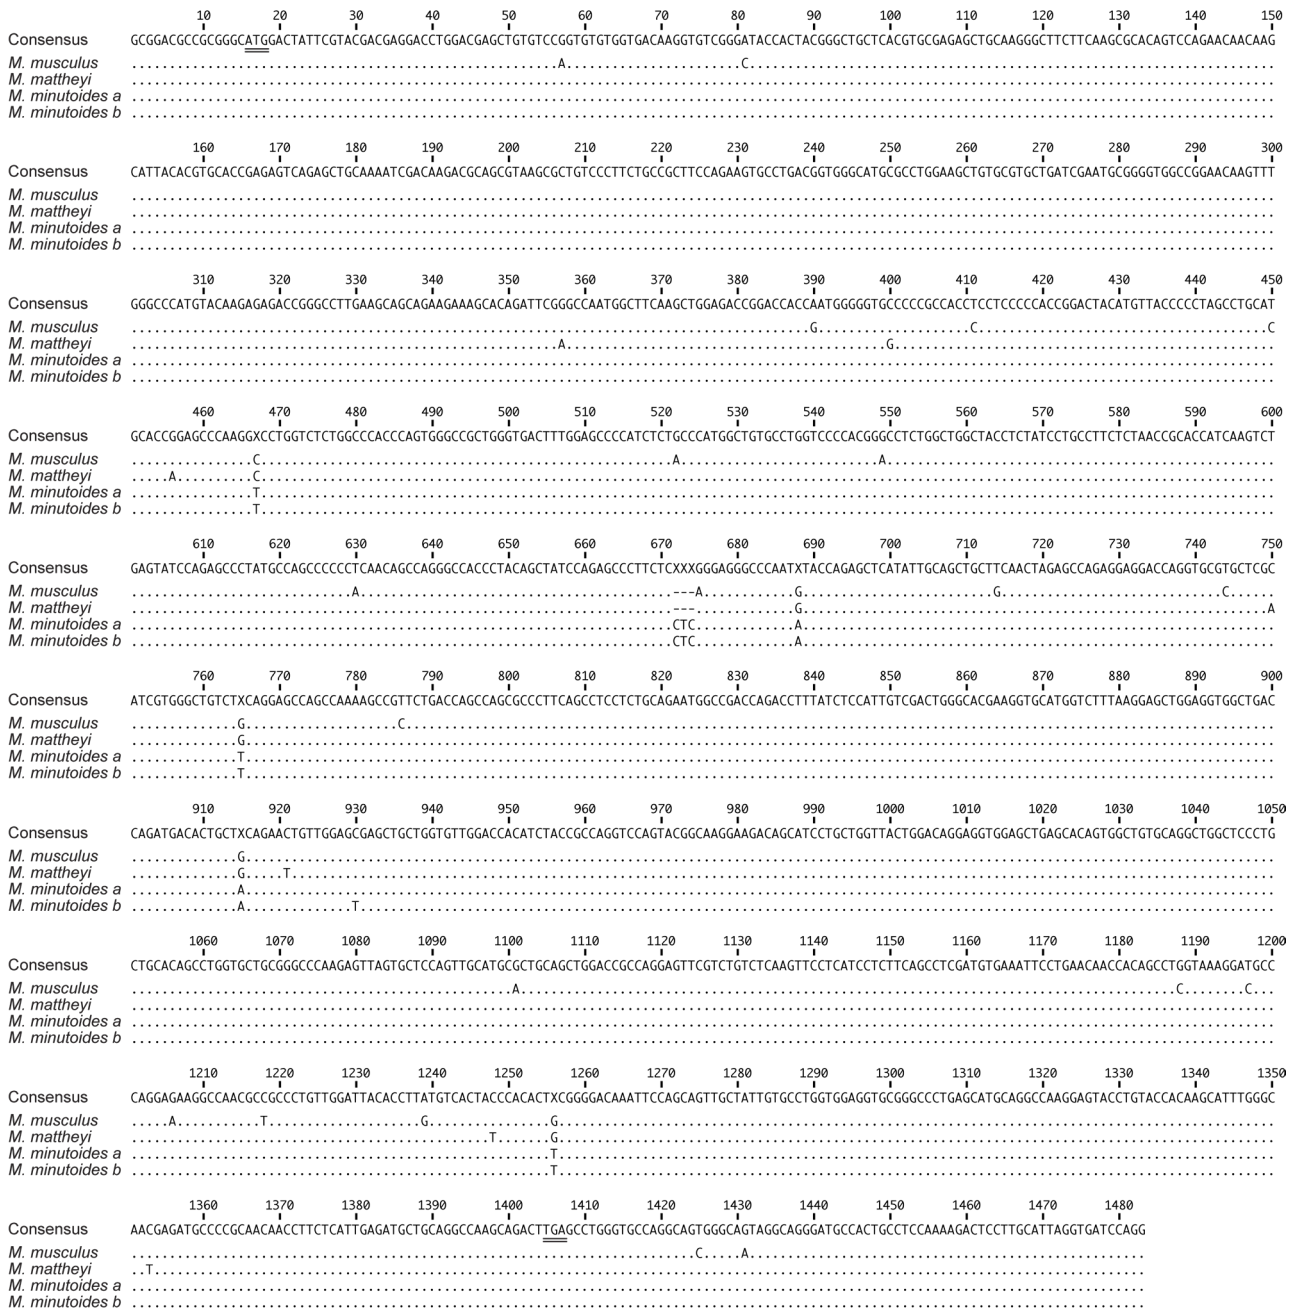 10 20 30 40 50 60 70 80 90 100 110 120 130 140 150
Consensus GCGGACGCCGCGGGCATGGACTATTCGTACGACGAGGACCTGGACGAGCTGTGTCCGGTGTGTGGTGACAAGGTGTCGGGATACCACTACGGGCTGCTCACGTGCGAGAGCTGCAAGGGCTTCTTCAAGCGCACAGTCCAGAACAACAAG
M. musculus ........................................................A.......................C.....................................................................
M. mattheyi ......................................................................................................................................................
M. minutoides a ......................................................................................................................................................
M. minutoides b ......................................................................................................................................................
160 170 180 190 200 210 220 230 240 250 260 270 280 290 300
Consensus CATTACACGTGCACCGAGAGTCAGAGCTGCAAAATCGACAAGACGCAGCGTAAGCGCTGTCCCTTCTGCCGCTTCCAGAAGTGCCTGACGGTGGGCATGCGCCTGGAAGCTGTGCGTGCTGATCGAATGCGGGGTGGCCGGAACAAGTTT
M. musculus ......................................................................................................................................................
M. mattheyi ......................................................................................................................................................
M. minutoides a ......................................................................................................................................................
M. minutoides b ......................................................................................................................................................
310 320 330 340 350 360 370 380 390 400 410 420 430 440 450
Consensus GGGCCCATGTACAAGAGAGACCGGGCCTTGAAGCAGCAGAAGAAAGCACAGATTCGGGCCAATGGCTTCAAGCTGGAGACCGGACCACCAATGGGGGTGCCCCCGCCACCTCCTCCCCCACCGGACTACATGTTACCCCCTAGCCTGCAT
M. musculus .........................................................................................G....................C......................................C
M. mattheyi ........................................................A..........................................G..................................................
M. minutoides a ......................................................................................................................................................
M. minutoides b ......................................................................................................................................................
460 470 480 490 500 510 520 530 540 550 560 570 580 590 600
Consensus GCACCGGAGCCCAAGGXCCTGGTCTCTGGCCCACCCAGTGGGCCGCTGGGTGACTTTGGAGCCCCATCTCTGCCCATGGCTGTGCCTGGTCCCCACGGGCCTCTGGCTGGCTACCTCTATCCTGCCTTCTCTAACCGCACCATCAAGTCT
M. musculus ................C......................................................A..........................A...................................................
M. mattheyi .....A..........C.....................................................................................................................................
M. minutoides a ................T.....................................................................................................................................
M. minutoides b ................T.....................................................................................................................................
610 620 630 640 650 660 670 680 690 700 710 720 730 740 750
Consensus GAGTATCCAGAGCCCTATGCCAGCCCCCCTCAACAGCCAGGGCCACCCTACAGCTATCCAGAGCCCTTCTCXXXGGGAGGGCCCAATXTACCAGAGCTCATATTGCAGCTGCTTCAACTAGAGCCAGAGGAGGACCAGGTGCGTGCTCGC
M. musculus .............................A.........................................---A............G.........................G.............................C......
M. mattheyi .......................................................................---.............G.............................................................A
M. minutoides a .......................................................................CTC.............A..............................................................
M. minutoides b .......................................................................CTC.............A..............................................................
760 770 780 790 800 810 820 830 840 850 860 870 880 890 900
Consensus ATCGTGGGCTGTCTXCAGGAGCCAGCCAAAAGCCGTTCTGACCAGCCAGCGCCCTTCAGCCTCCTCTGCAGAATGGCCGACCAGACCTTTATCTCCATTGTCGACTGGGCACGAAGGTGCATGGTCTTTAAGGAGCTGGAGGTGGCTGAC
M. musculus ..............G....................C..................................................................................................................
M. mattheyi ..............G.......................................................................................................................................
M. minutoides a ..............T.......................................................................................................................................
M. minutoides b ..............T.......................................................................................................................................
910 920 930 940 950 960 970 980 990 1000 1010 1020 1030 1040 1050
Consensus CAGATGACACTGCTXCAGAACTGTTGGAGCGAGCTGCTGGTGTTGGACCACATCTACCGCCAGGTCCAGTACGGCAAGGAAGACAGCATCCTGCTGGTTACTGGACAGGAGGTGGAGCTGAGCACAGTGGCTGTGCAGGCTGGCTCCCTG
M. musculus ..............G.......................................................................................................................................
M. mattheyi ..............G.....T.................................................................................................................................
M. minutoides a ..............A.......................................................................................................................................
M. minutoides b ..............A..............T........................................................................................................................
1060 1070 1080 1090 1100 1110 1120 1130 1140 1150 1160 1170 1180 1190 1200
Consensus CTGCACAGCCTGGTGCTGCGGGCCCAAGAGTTAGTGCTCCAGTTGCATGCGCTGCAGCTGGACCGCCAGGAGTTCGTCTGTCTCAAGTTCCTCATCCTCTTCAGCCTCGATGTGAAATTCCTGAACAACCACAGCCTGGTAAAGGATGCC
M. musculus ..................................................A......................................................................................C........C...
M. mattheyi ......................................................................................................................................................
M. minutoides a ......................................................................................................................................................
M. minutoides b ......................................................................................................................................................
1210 1220 1230 1240 1250 1260 1270 1280 1290 1300 1310 1320 1330 1340 1350
Consensus CAGGAGAAGGCCAACGCCGCCCTGTTGGATTACACCTTATGTCACTACCCACACTXCGGGGACAAATTCCAGCAGTTGCTATTGTGCCTGGTGGAGGTGCGGGCCCTGAGCATGCAGGCCAAGGAGTACCTGTACCACAAGCATTTGGGC
M. musculus .....A...........T....................G................G..............................................................................................
M. mattheyi ...............................................T.......G..............................................................................................
M. minutoides a .......................................................T..............................................................................................
M. minutoides b .......................................................T..............................................................................................
1360 1370 1380 1390 1400 1410 1420 1430 1440 1450 1460 1470 1480
Consensus AACGAGATGCCCCGCAACAACCTTCTCATTGAGATGCTGCAGGCCAAGCAGACTTGAGCCTGGGTGCCAGGCAGTGGGCAGTAGGCAGGGATGCCACTGCCTCCAAAAGACTCCTTGCATTAGGTGATCCAGG
M. musculus ..........................................................................C.....A....................................................
M. mattheyi ..T..................................................................................................................................
M. minutoides a .....................................................................................................................................
M. minutoides b .....................................................................................................................................